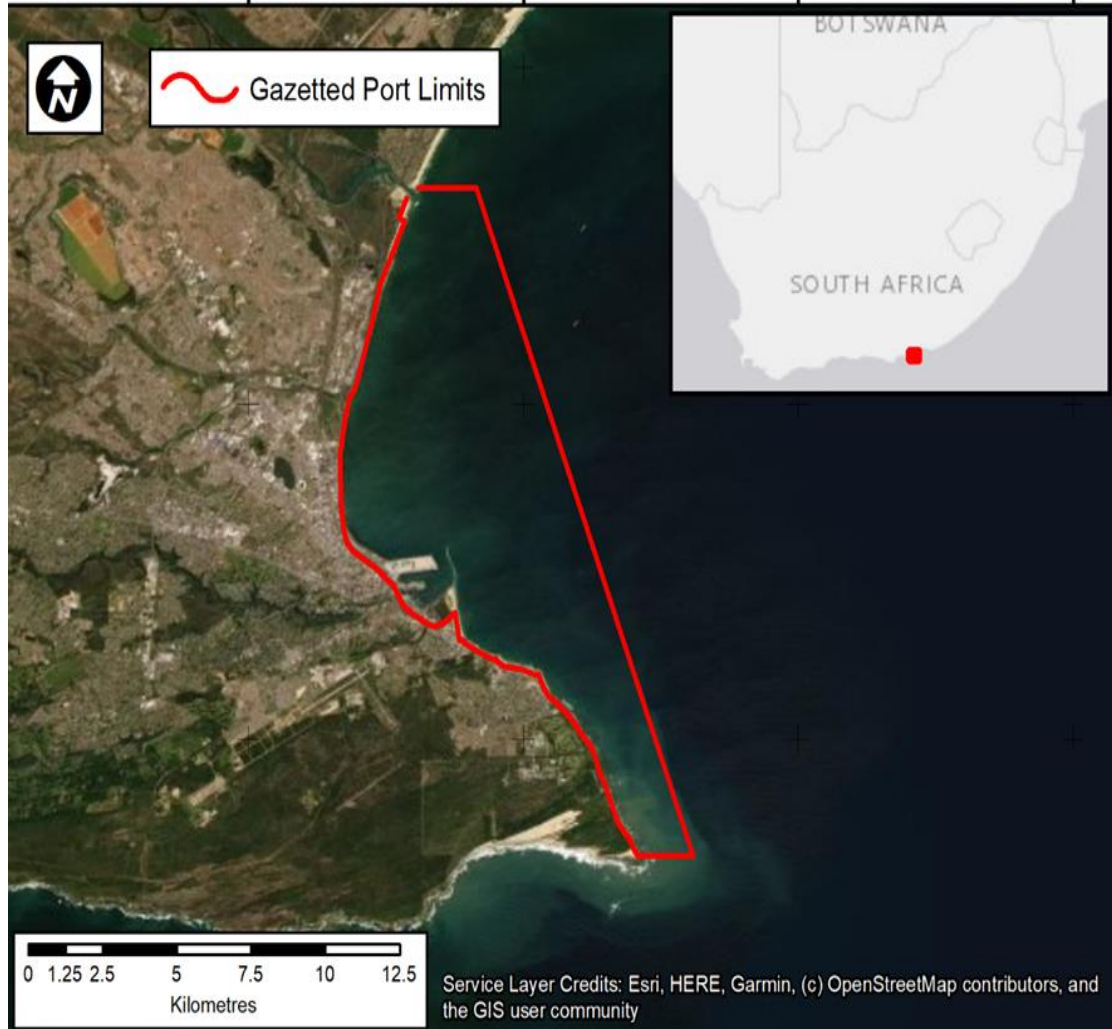 BOTSWANA
N
Gazetted Port Limits
SOUTH AFRICA
0 1.25 2.5 5 7.5 10 12.5
Kilometres
Service Layer Credits: Esri, HERE, Garmin, (c) OpenStreetMap contributors, and
the GIS user community